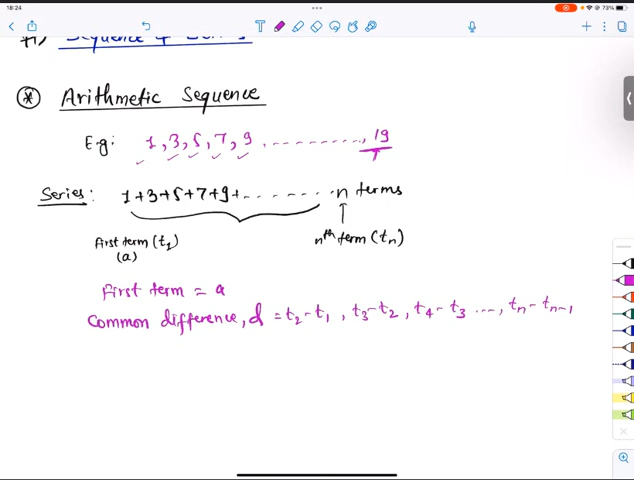 18:24
73%
Arithmetic Sequence
E.g: 1, 3, 5, 7, 9 ............, 19
Series: 1+3+5+7+9+........n terms
First term (t1) nth term (tn)
(a)
First term = a
Common difference, d = t2-t1, t3-t2, t4-t3 ..., tn-tn-1